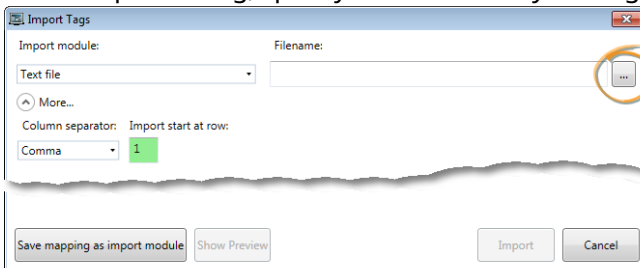 Import Tags
Import module: Filename:
Text file ...
More...
Column separator: Import start at row:
Comma 1
Save mapping as import module Show Preview Import Cancel